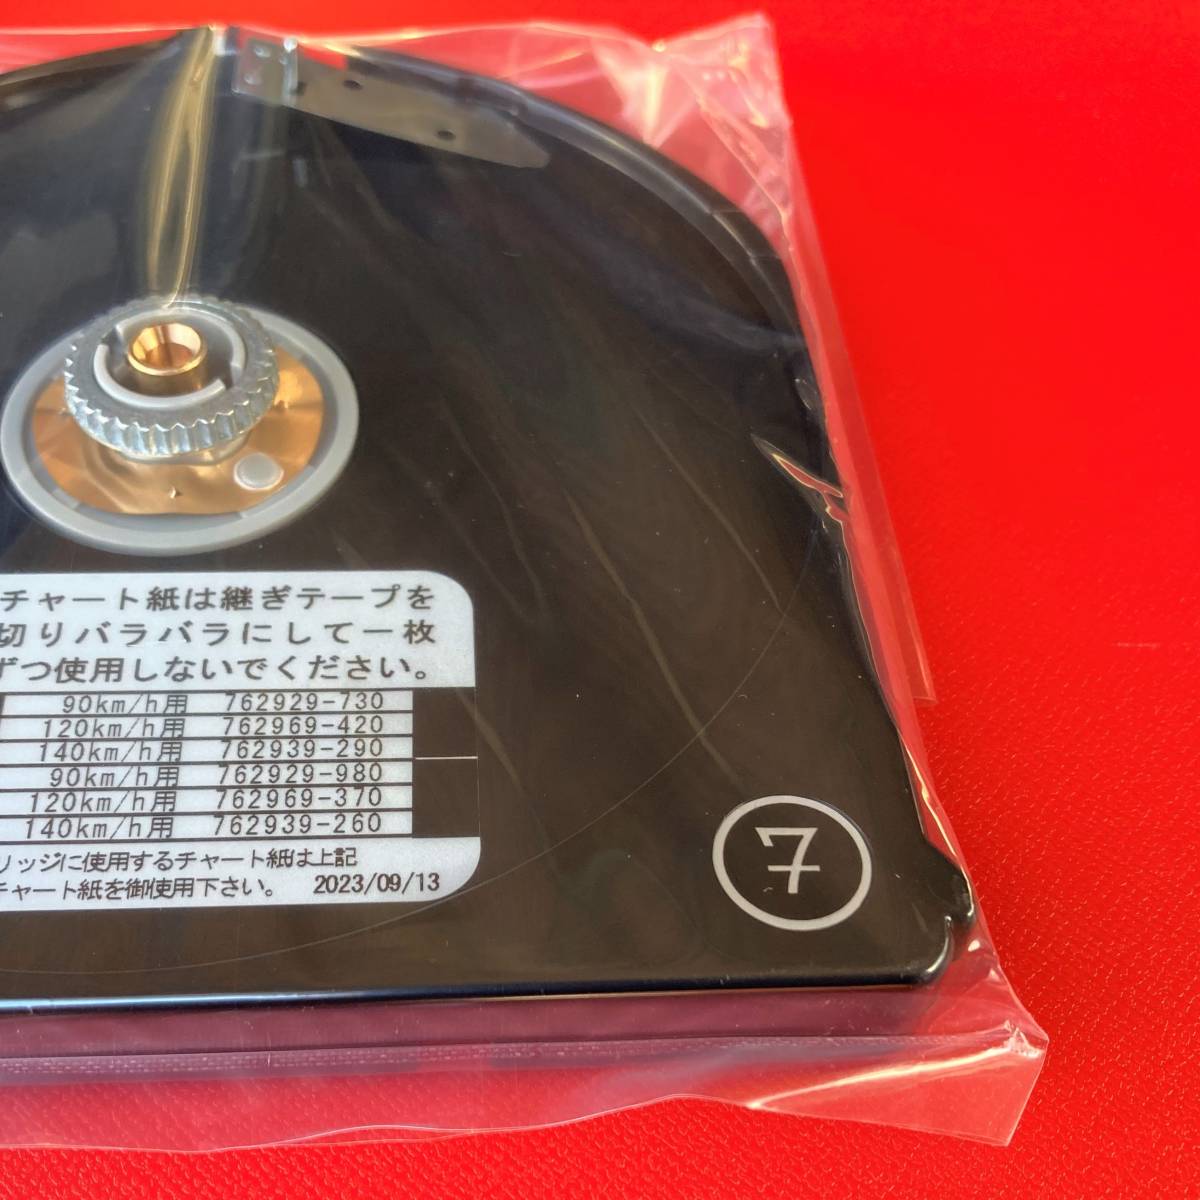 チャート紙は継ぎテープを
切りバラバラにして一枚
ずつ使用しないでください。
90km/h用 762929-730
120km/h用 762969-420
140km/h用 762939-290
90km/h用 762929-980
120km/h用 762969-370
140km/h用 762939-260
リッジに使用するチャート紙は上記
チャート紙を御使用下さい。 2023/09/13
7